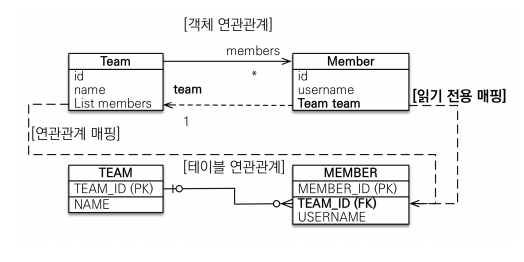 [객체 연관관계]
members
Team
Member
*
id
name
List members
id
username
Team team
team
1
[읽기 전용 매핑]
[연관관계 매핑]
[테이블 연관관계]
TEAM
TEAM_ID (PK)
NAME
MEMBER
MEMBER_ID (PK)
TEAM_ID (FK)
USERNAME